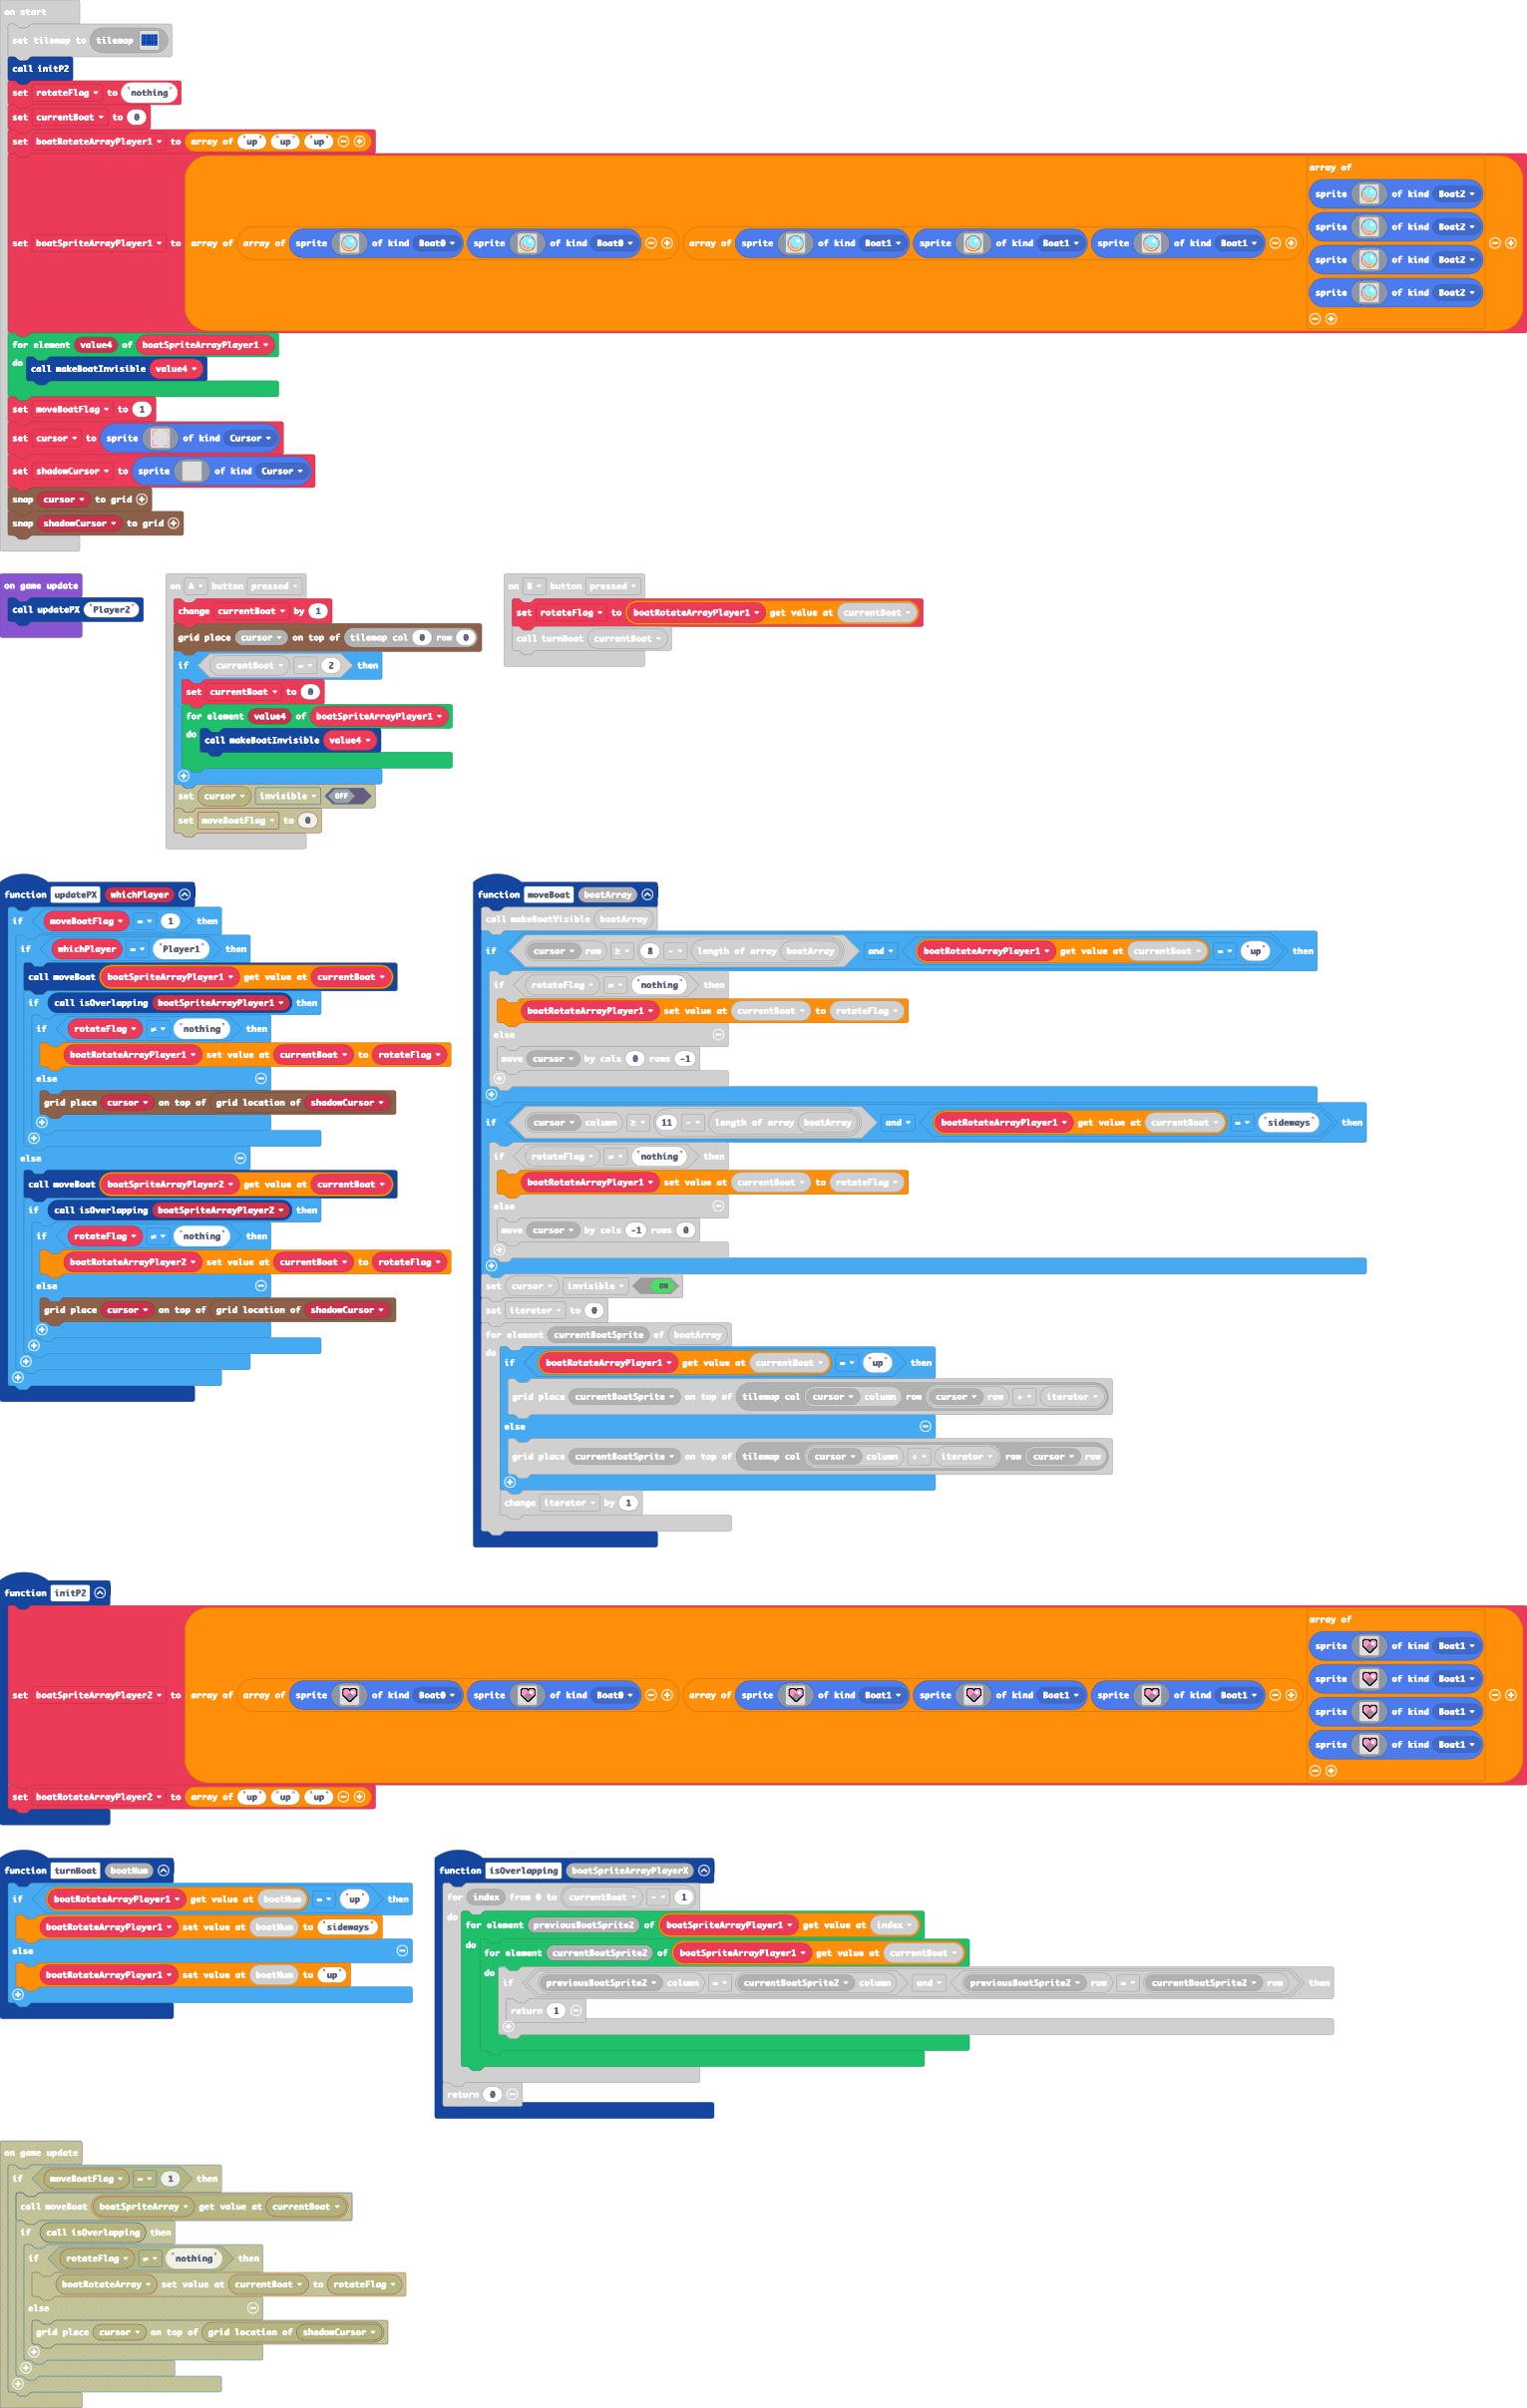 on start
set tilemap to tilemap
call initP2
set rotateFlag to "nothing"
set currentBoat to 0
set boatRotateArrayPlayer1 to array of "up" "up" "up"
set boatSpriteArrayPlayer1 to array of array of sprite of kind Boat0 sprite of kind Boat0 array of sprite of kind Boat1 sprite of kind Boat1 sprite of kind Boat1 array of
sprite of kind Boat2
sprite of kind Boat2
sprite of kind Boat2
sprite of kind Boat2
for element value4 of boatSpriteArrayPlayer1
do call makeBoatInvisible value4
set moveBoatFlag to 1
set cursor to sprite of kind Cursor
set shadowCursor to sprite of kind Cursor
snap cursor to grid
snap shadowCursor to grid
on game update
call updatePX "Player2"
on A button pressed
change currentBoat by 1
grid place cursor on top of tilemap col 0 row 0
if currentBoat = 2 then
set currentBoat to 0
for element value4 of boatSpriteArrayPlayer1
do call makeBoatInvisible value4
set cursor invisible OFF
set moveBoatFlag to 0
on B button pressed
set rotateFlag to boatRotateArrayPlayer1 get value at currentBoat
call turnBoat currentBoat
function updatePX whichPlayer
if moveBoatFlag = 1 then
if whichPlayer = "Player1" then
call moveBoat boatSpriteArrayPlayer1 get value at currentBoat
if call isOverlapping boatSpriteArrayPlayer1 then
if rotateFlag ≠ "nothing" then
boatRotateArrayPlayer1 set value at currentBoat to rotateFlag
else
grid place cursor on top of grid location of shadowCursor
else
call moveBoat boatSpriteArrayPlayer2 get value at currentBoat
if call isOverlapping boatSpriteArrayPlayer2 then
if rotateFlag ≠ "nothing" then
boatRotateArrayPlayer2 set value at currentBoat to rotateFlag
else
grid place cursor on top of grid location of shadowCursor
function moveBoat boatArray
call makeBoatVisible boatArray
if cursor row ≥ 8 - length of array boatArray and boatRotateArrayPlayer1 get value at currentBoat = "up" then
if rotateFlag ≠ "nothing" then
boatRotateArrayPlayer1 set value at currentBoat to rotateFlag
else
move cursor by cols 0 rows -1
if cursor column ≥ 11 - length of array boatArray and boatRotateArrayPlayer1 get value at currentBoat = "sideways" then
if rotateFlag ≠ "nothing" then
boatRotateArrayPlayer1 set value at currentBoat to rotateFlag
else
move cursor by cols -1 rows 0
set cursor invisible ON
set iterator to 0
for element currentBoatSprite of boatArray
do if boatRotateArrayPlayer1 get value at currentBoat = "up" then
grid place currentBoatSprite on top of tilemap col cursor column row cursor row + iterator
else
grid place currentBoatSprite on top of tilemap col cursor column + iterator row cursor row
change iterator by 1
function initP2
set boatSpriteArrayPlayer2 to array of array of sprite of kind Boat0 sprite of kind Boat0 array of sprite of kind Boat1 sprite of kind Boat1 sprite of kind Boat1 array of
sprite of kind Boat1
sprite of kind Boat1
sprite of kind Boat1
sprite of kind Boat1
set boatRotateArrayPlayer2 to array of "up" "up" "up"
function turnBoat boatNum
if boatRotateArrayPlayer1 get value at boatNum = "up" then
boatRotateArrayPlayer1 set value at boatNum to "sideways"
else
boatRotateArrayPlayer1 set value at boatNum to "up"
function isOverlapping boatSpriteArrayPlayerX
for index from 0 to currentBoat - 1
do for element previousBoatSprite2 of boatSpriteArrayPlayer1 get value at index
do for element currentBoatSprite2 of boatSpriteArrayPlayer1 get value at currentBoat
do if previousBoatSprite2 column = currentBoatSprite2 column and previousBoatSprite2 row = currentBoatSprite2 row then
return 1
return 0
on game update
if moveBoatFlag = 1 then
call moveBoat boatSpriteArray get value at currentBoat
if call isOverlapping then
if rotateFlag ≠ "nothing" then
boatRotateArray set value at currentBoat to rotateFlag
else
grid place cursor on top of grid location of shadowCursor